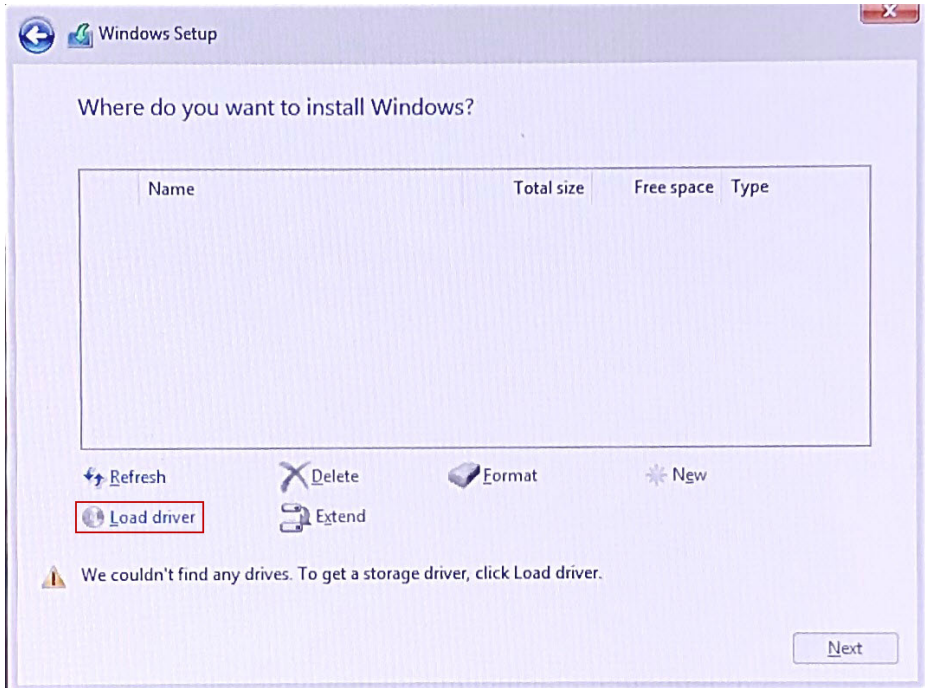 Windows Setup
Where do you want to install Windows?
Name Total size Free space Type
Refresh Delete Format New
Load driver Extend
We couldn't find any drives. To get a storage driver, click Load driver.
Next